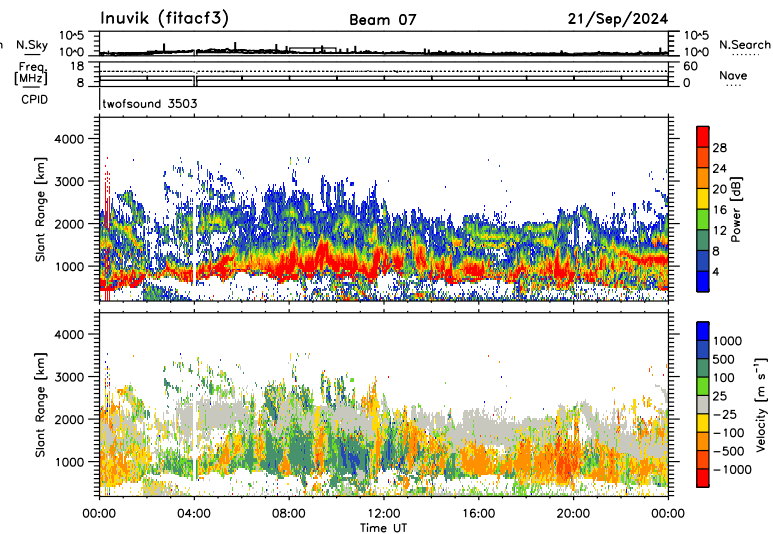 Inuvik (fitacf3) Beam 07 21/Sep/2024
N.Sky 10^5 10^5 N.Search
10^0 10^0
Freq. 18 60 Nave
[MHz] 8 0
CPID twofsound 3503
4000
3000
2000
1000
Slant Range [km]
28
24
20
16
12
8
4
Power [dB]
4000
3000
2000
1000
Slant Range [km]
1000
500
100
25
-25
-100
-500
-1000
Velocity [m s⁻¹]
00:00 04:00 08:00 12:00 16:00 20:00 00:00
Time UT